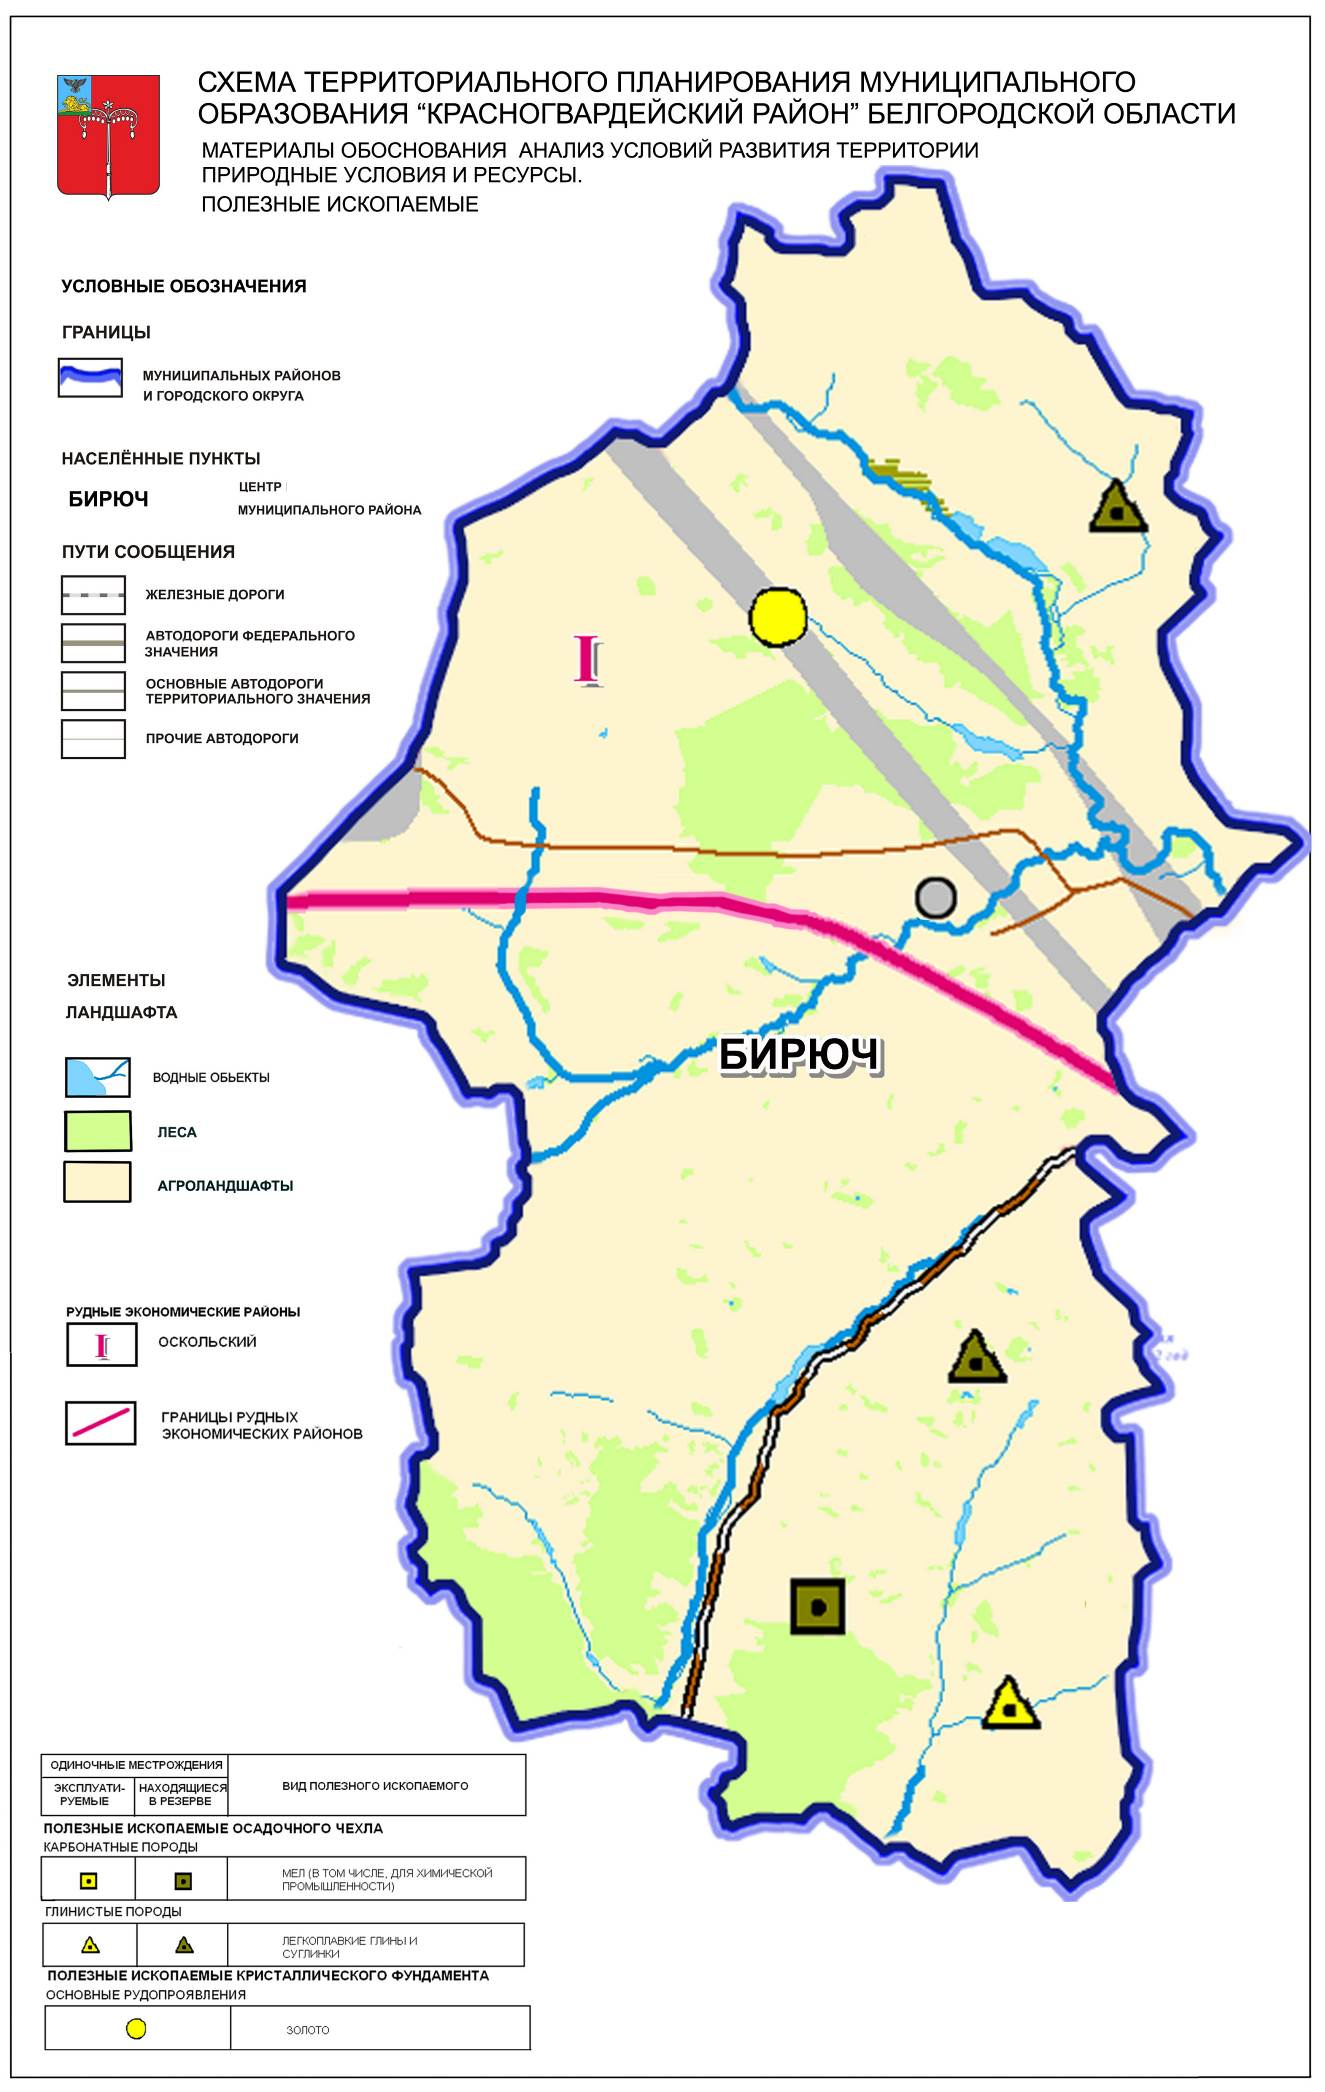 СХЕМА ТЕРРИТОРИАЛЬНОГО ПЛАНИРОВАНИЯ МУНИЦИПАЛЬНОГО
ОБРАЗОВАНИЯ “КРАСНОГВАРДЕЙСКИЙ РАЙОН” БЕЛГОРОДСКОЙ ОБЛАСТИ
МАТЕРИАЛЫ ОБОСНОВАНИЯ АНАЛИЗ УСЛОВИЙ РАЗВИТИЯ ТЕРРИТОРИИ
ПРИРОДНЫЕ УСЛОВИЯ И РЕСУРСЫ.
ПОЛЕЗНЫЕ ИСКОПАЕМЫЕ
УСЛОВНЫЕ ОБОЗНАЧЕНИЯ
ГРАНИЦЫ
МУНИЦИПАЛЬНЫХ РАЙОНОВ
И ГОРОДСКОГО ОКРУГА
НАСЕЛЁННЫЕ ПУНКТЫ
БИРЮЧ
ЦЕНТР
МУНИЦИПАЛЬНОГО РАЙОНА
ПУТИ СООБЩЕНИЯ
ЖЕЛЕЗНЫЕ ДОРОГИ
АВТОДОРОГИ ФЕДЕРАЛЬНОГО
ЗНАЧЕНИЯ
ОСНОВНЫЕ АВТОДОРОГИ
ТЕРРИТОРИАЛЬНОГО ЗНАЧЕНИЯ
ПРОЧИЕ АВТОДОРОГИ
I
БИРЮЧ
ЭЛЕМЕНТЫ
ЛАНДШАФТА
ВОДНЫЕ ОБЬЕКТЫ
ЛЕСА
АГРОЛАНДШАФТЫ
РУДНЫЕ ЭКОНОМИЧЕСКИЕ РАЙОНЫ
I
ОСКОЛЬСКИЙ
ГРАНИЦЫ РУДНЫХ
ЭКОНОМИЧЕСКИХ РАЙОНОВ
год
ОДИНОЧНЫЕ МЕСТРОЖДЕНИЯ
ЭКСПЛУАТИ-
РУЕМЫЕ
НАХОДЯЩИЕСЯ
В РЕЗЕРВЕ
ВИД ПОЛЕЗНОГО ИСКОПАЕМОГО
ПОЛЕЗНЫЕ ИСКОПАЕМЫЕ ОСАДОЧНОГО ЧЕХЛА
КАРБОНАТНЫЕ ПОРОДЫ
МЕЛ (В ТОМ ЧИСЛЕ, ДЛЯ ХИМИЧЕСКОЙ
ПРОМЫШЛЕННОСТИ)
ГЛИНИСТЫЕ ПОРОДЫ
ЛЕГКОПЛАВКИЕ ГЛИНЫ И
СУГЛИНКИ
ПОЛЕЗНЫЕ ИСКОПАЕМЫЕ КРИСТАЛЛИЧЕСКОГО ФУНДАМЕНТА
ОСНОВНЫЕ РУДОПРОЯВЛЕНИЯ
ЗОЛОТО